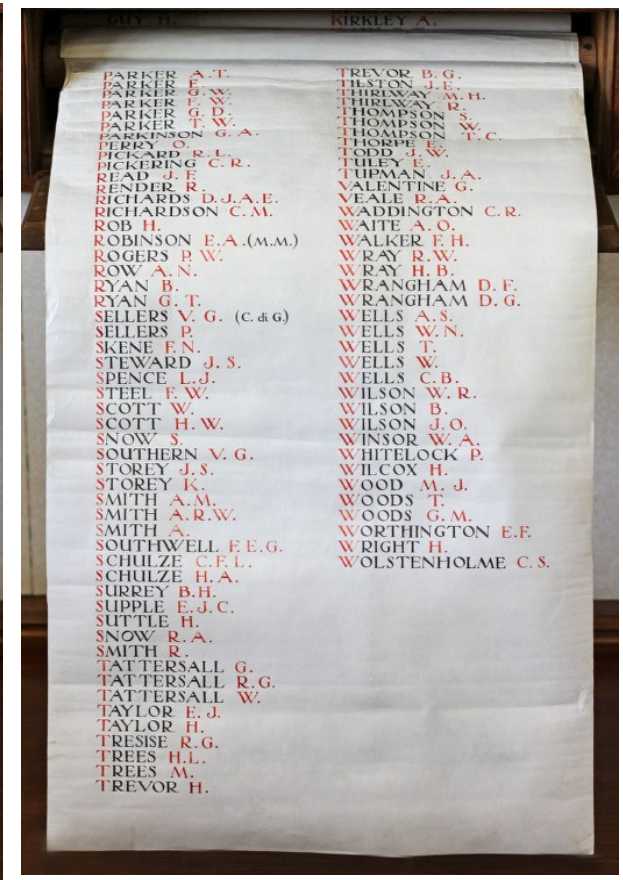 GUY H.
KIRKLEY A.
PARKER A.T.
PARKER E.
PARKER G.W.
PARKER F.W.
PARKER G.D.
PARKER T.W.
PARKINSON G.A.
PERRY O.
PICKARD R.L.
PICKERING C.R.
READ J.F.
RENDER R.
RICHARDS D.J.A.E.
RICHARDSON C.M.
ROB H.
ROBINSON E.A.(M.M.)
ROGERS P.W.
ROW A.N.
RYAN B.
RYAN G.T.
SELLERS V.G. (C. di G.)
SELLERS P.
SKENE F.N.
STEWARD J.S.
SPENCE L.J.
STEEL F.W.
SCOTT W.
SCOTT H.W.
SNOW S.
SOUTHERN V.G.
STOREY J.S.
STOREY K.
SMITH A.M.
SMITH A.R.W.
SMITH A.
SOUTHWELL F.E.G.
SCHULZE C.F.L.
SCHULZE H.A.
SURREY B.H.
SUPPLE E.J.C.
SUTTLE H.
SNOW R.A.
SMITH R.
TATTERSALL G.
TATTERSALL R.G.
TATTERSALL W.
TAYLOR E.J.
TAYLOR H.
TRESISE R.G.
TREES H.L.
TREES M.
TREVOR H.
TREVOR B.G.
TILSTON J.E.
THIRLWAY M.H.
THIRLWAY R.
THOMPSON S.
THOMPSON W.
THOMPSON T.C.
THORPE E.
TODD J.W.
TULEY E.
TUPMAN J.A.
VALENTINE G.
VEALE R.A.
WADDINGTON C.R.
WAITE A.O.
WALKER F.H.
WRAY R.W.
WRAY H.B.
WRANGHAM D.F.
WRANGHAM D.G.
WELLS A.S.
WELLS W.N.
WELLS T.
WELLS W.
WELLS C.B.
WILSON W.R.
WILSON B.
WILSON J.O.
WINSOR W.A.
WHITELOCK P.
WILCOX H.
WOOD M.J.
WOODS T.
WOODS G.M.
WORTHINGTON E.F.
WRIGHT H.
WOLSTENHOLME C.S.